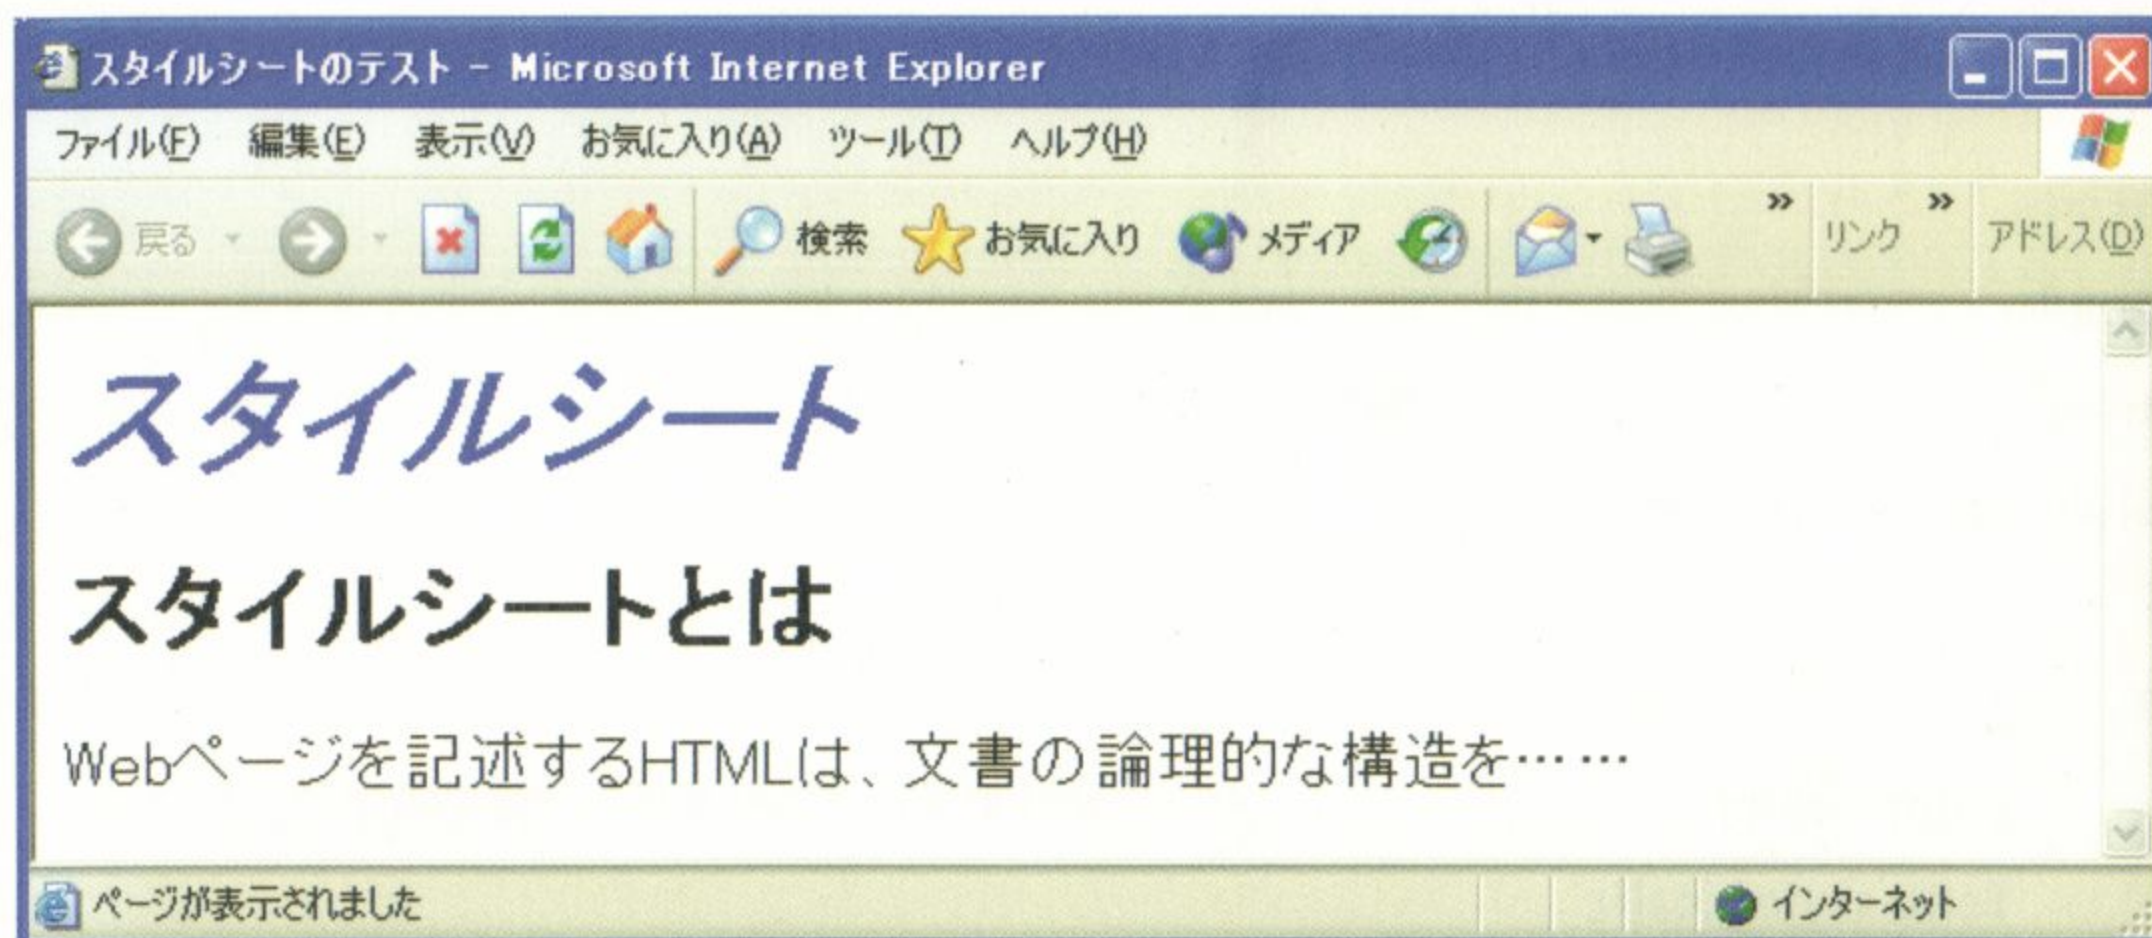 スタイルシートのテスト - Microsoft Internet Explorer
ファイル(F) 編集(E) 表示(V) お気に入り(A) ツール(T) ヘルプ(H)
戻る 検索 お気に入り メディア » リンク » アドレス(D)
スタイルシート
スタイルシートとは
Webページを記述するHTMLは、文書の論理的な構造を……
ページが表示されました インターネット